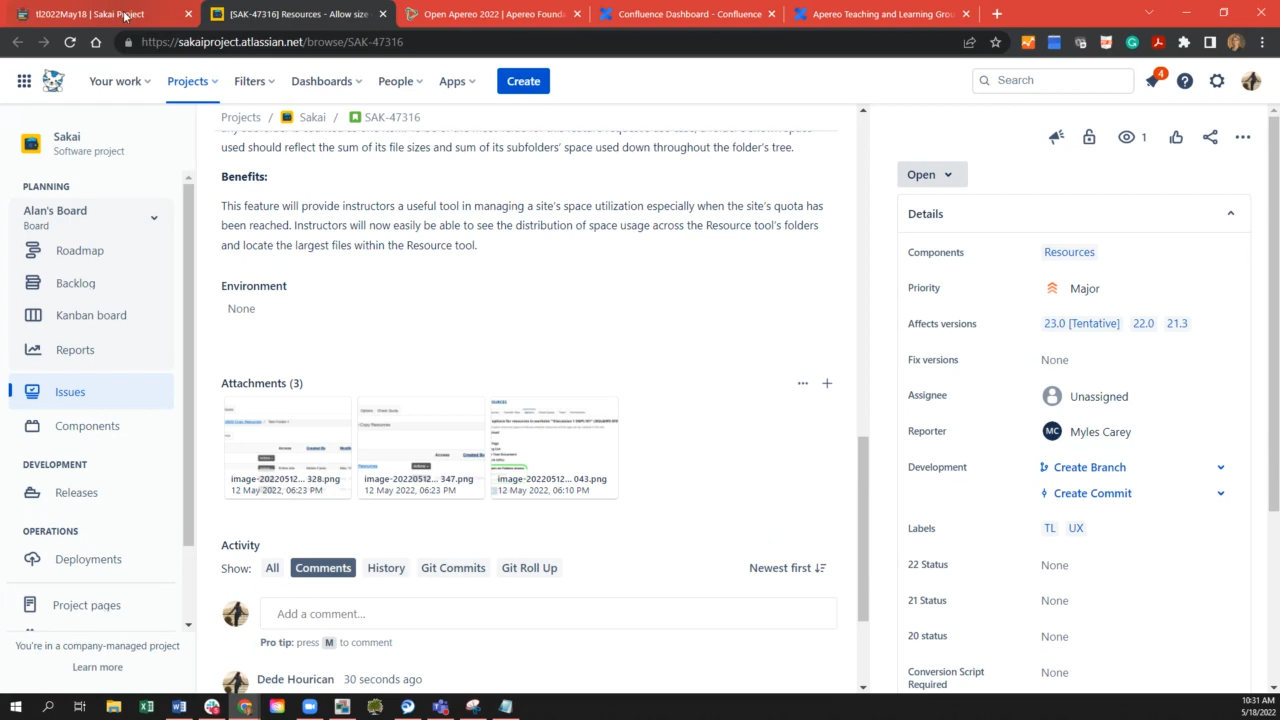 tl2022May18 | Sakai Project
[SAK-47316] Resources - Allow size
Open Apereo 2022 | Apereo Founda
Confluence Dashboard - Confluence
Apereo Teaching and Learning Grou
https://sakaiproject.atlassian.net/browse/SAK-47316
Your work
Projects
Filters
Dashboards
People
Apps
Create
Search
4
Sakai
Software project
PLANNING
Alan's Board
Board
Roadmap
Backlog
Kanban board
Reports
Issues
Components
DEVELOPMENT
Releases
OPERATIONS
Deployments
Project pages
You're in a company-managed project
Learn more
Projects / Sakai / SAK-47316
used should reflect the sum of its file sizes and sum of its subfolders' space used down throughout the folder's tree.
Benefits:
This feature will provide instructors a useful tool in managing a site's space utilization especially when the site's quota has
been reached. Instructors will now easily be able to see the distribution of space usage across the Resource tool's folders
and locate the largest files within the Resource tool.
Environment
None
Attachments (3)
image-20220512... 328.png
12 May 2022, 06:23 PM
image-20220512... 347.png
12 May 2022, 06:23 PM
image-20220512... 043.png
12 May 2022, 06:10 PM
Activity
Show: All Comments History Git Commits Git Roll Up
Newest first
Add a comment...
Pro tip: press M to comment
Dede Hourican 30 seconds ago
1
Open
Details
Components
Resources
Priority
Major
Affects versions
23.0 [Tentative] 22.0 21.3
Fix versions
None
Assignee
Unassigned
Reporter
MC Myles Carey
Development
Create Branch
Create Commit
Labels
TL UX
22 Status
None
21 Status
None
20 status
None
Conversion Script
Required
None
10:31 AM
5/18/2022